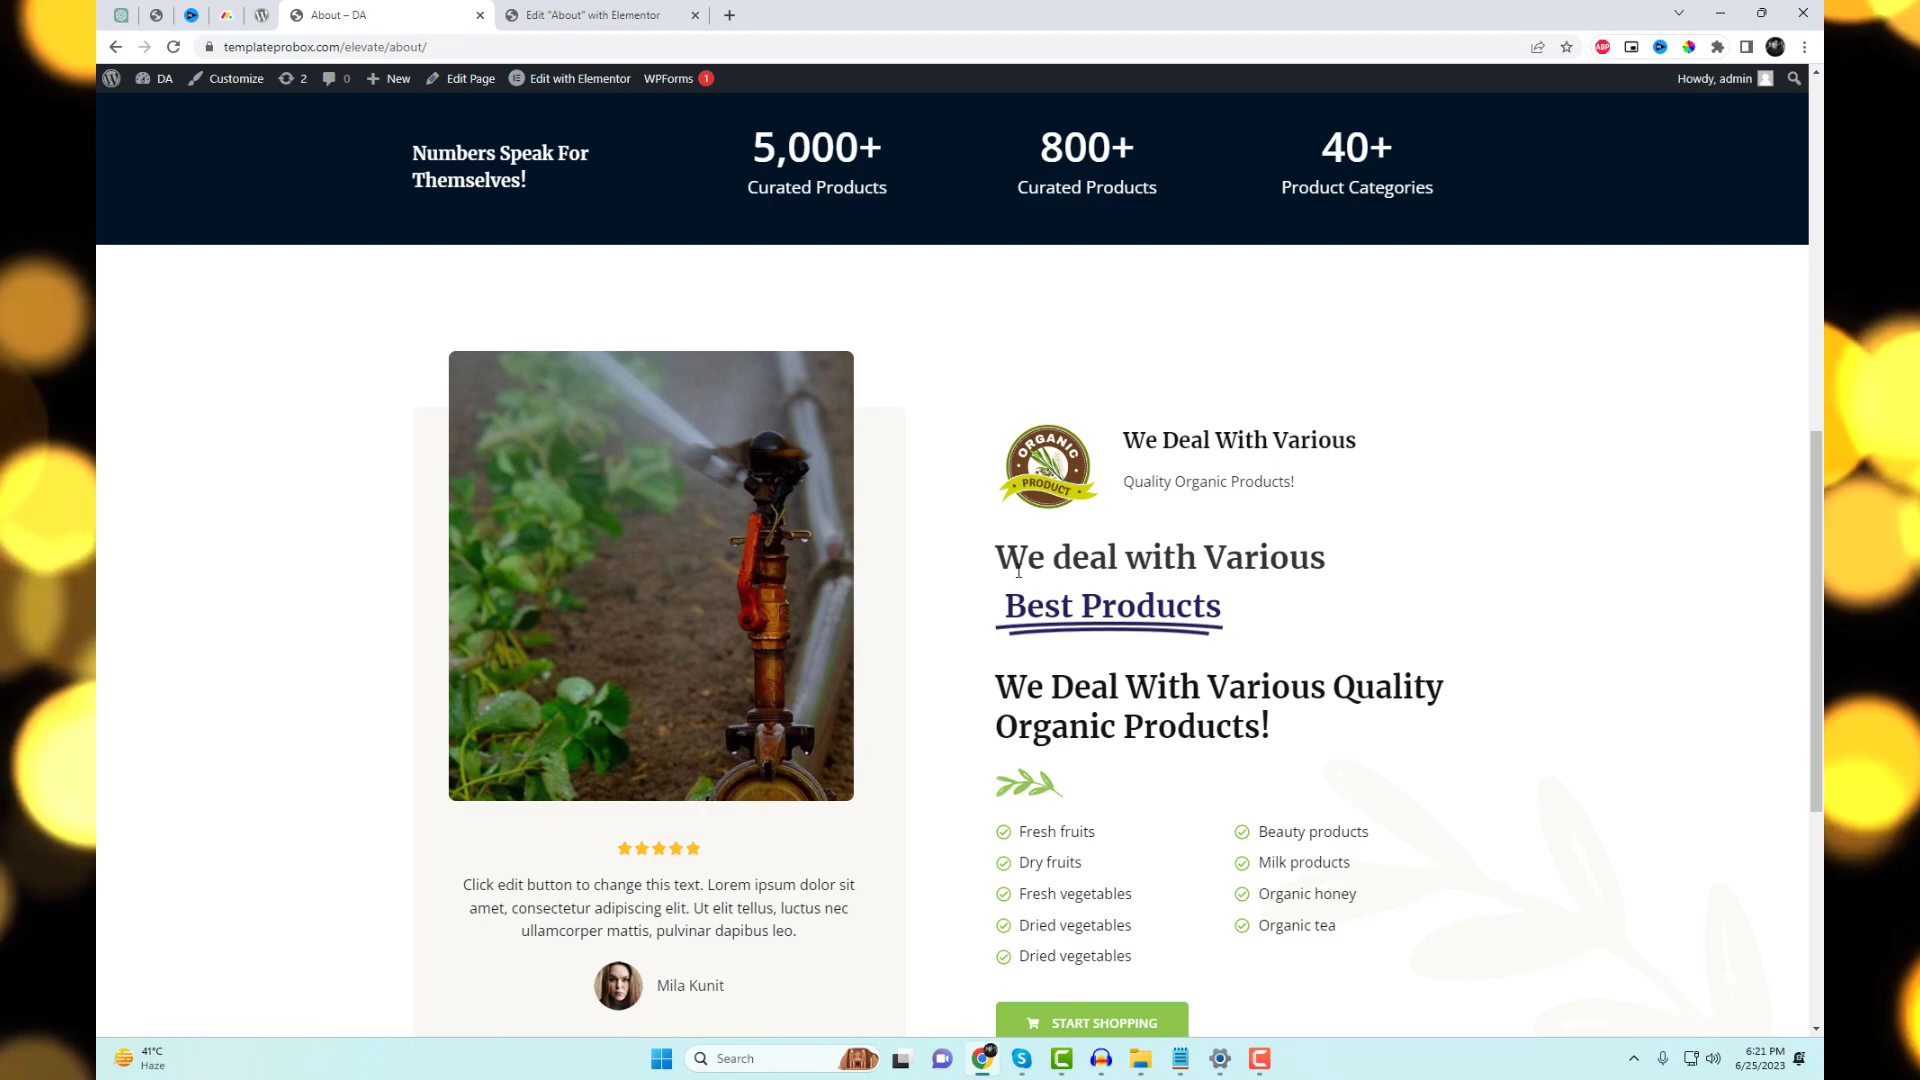 About – DA
Edit "About" with Elementor
templateprobox.com/elevate/about/
ABP
DA
Customize
2
0
New
Edit Page
Edit with Elementor
WPForms
1
Howdy, admin
Numbers Speak For
Themselves!
5,000+
Curated Products
800+
Curated Products
40+
Product Categories
ORGANIC
PRODUCT
We Deal With Various
Quality Organic Products!
We deal with Various
Best Products
We Deal With Various Quality
Organic Products!
Fresh fruits
Dry fruits
Fresh vegetables
Dried vegetables
Dried vegetables
Beauty products
Milk products
Organic honey
Organic tea
START SHOPPING
Click edit button to change this text. Lorem ipsum dolor sit
amet, consectetur adipiscing elit. Ut elit tellus, luctus nec
ullamcorper mattis, pulvinar dapibus leo.
Mila Kunit
41°C
Haze
Search
6:21 PM
6/25/2023